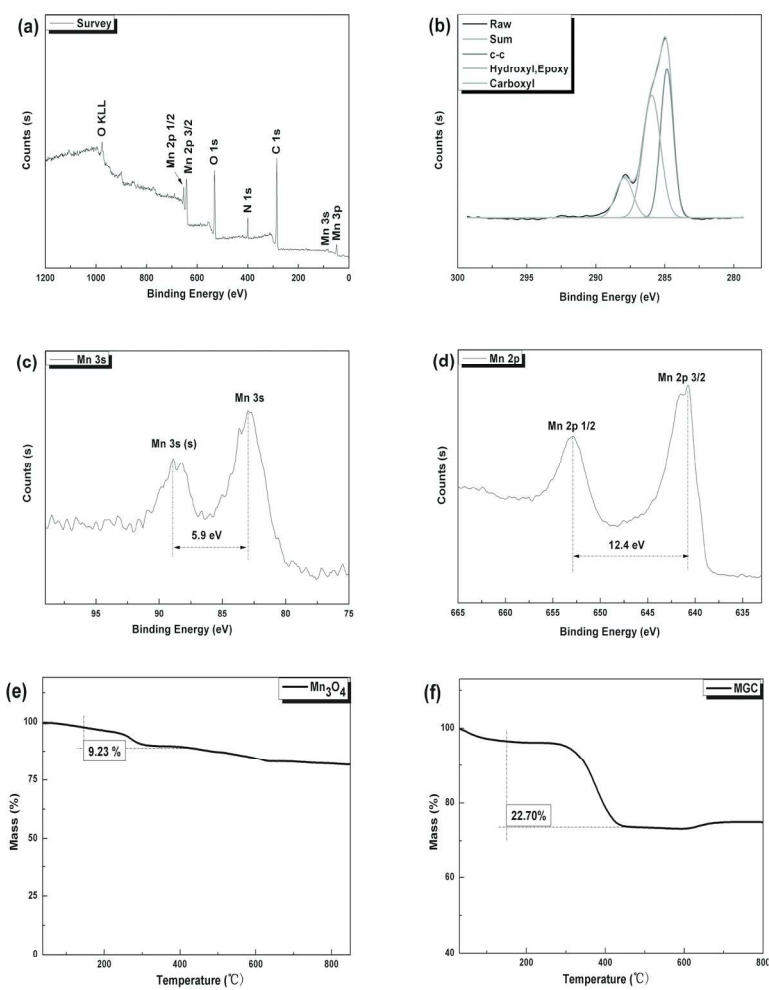 (a)
Survey
O KLL
Mn 2p 1/2
Mn 2p 3/2
O 1s
N 1s
C 1s
Mn 3s
Mn 3p
Counts (s)
1200 1000 800 600 400 200 0
Binding Energy (eV)
(b)
Raw
Sum
c-c
Hydroxyl,Epoxy
Carboxyl
Counts (s)
300 295 290 285 280
Binding Energy (eV)
(c)
Mn 3s
Mn 3s
Mn 3s (s)
5.9 eV
Counts (s)
95 90 85 80 75
Binding Energy (eV)
(d)
Mn 2p
Mn 2p 3/2
Mn 2p 1/2
12.4 eV
Counts (s)
665 660 655 650 645 640 635
Binding Energy (eV)
(e)
Mn3O4
100
9.23 %
75
50
25
0
Mass (%)
200 400 600 800
Temperature (℃)
(f)
MGC
100
80
22.70%
60
40
Mass (%)
200 400 600 800
Temperature (℃)